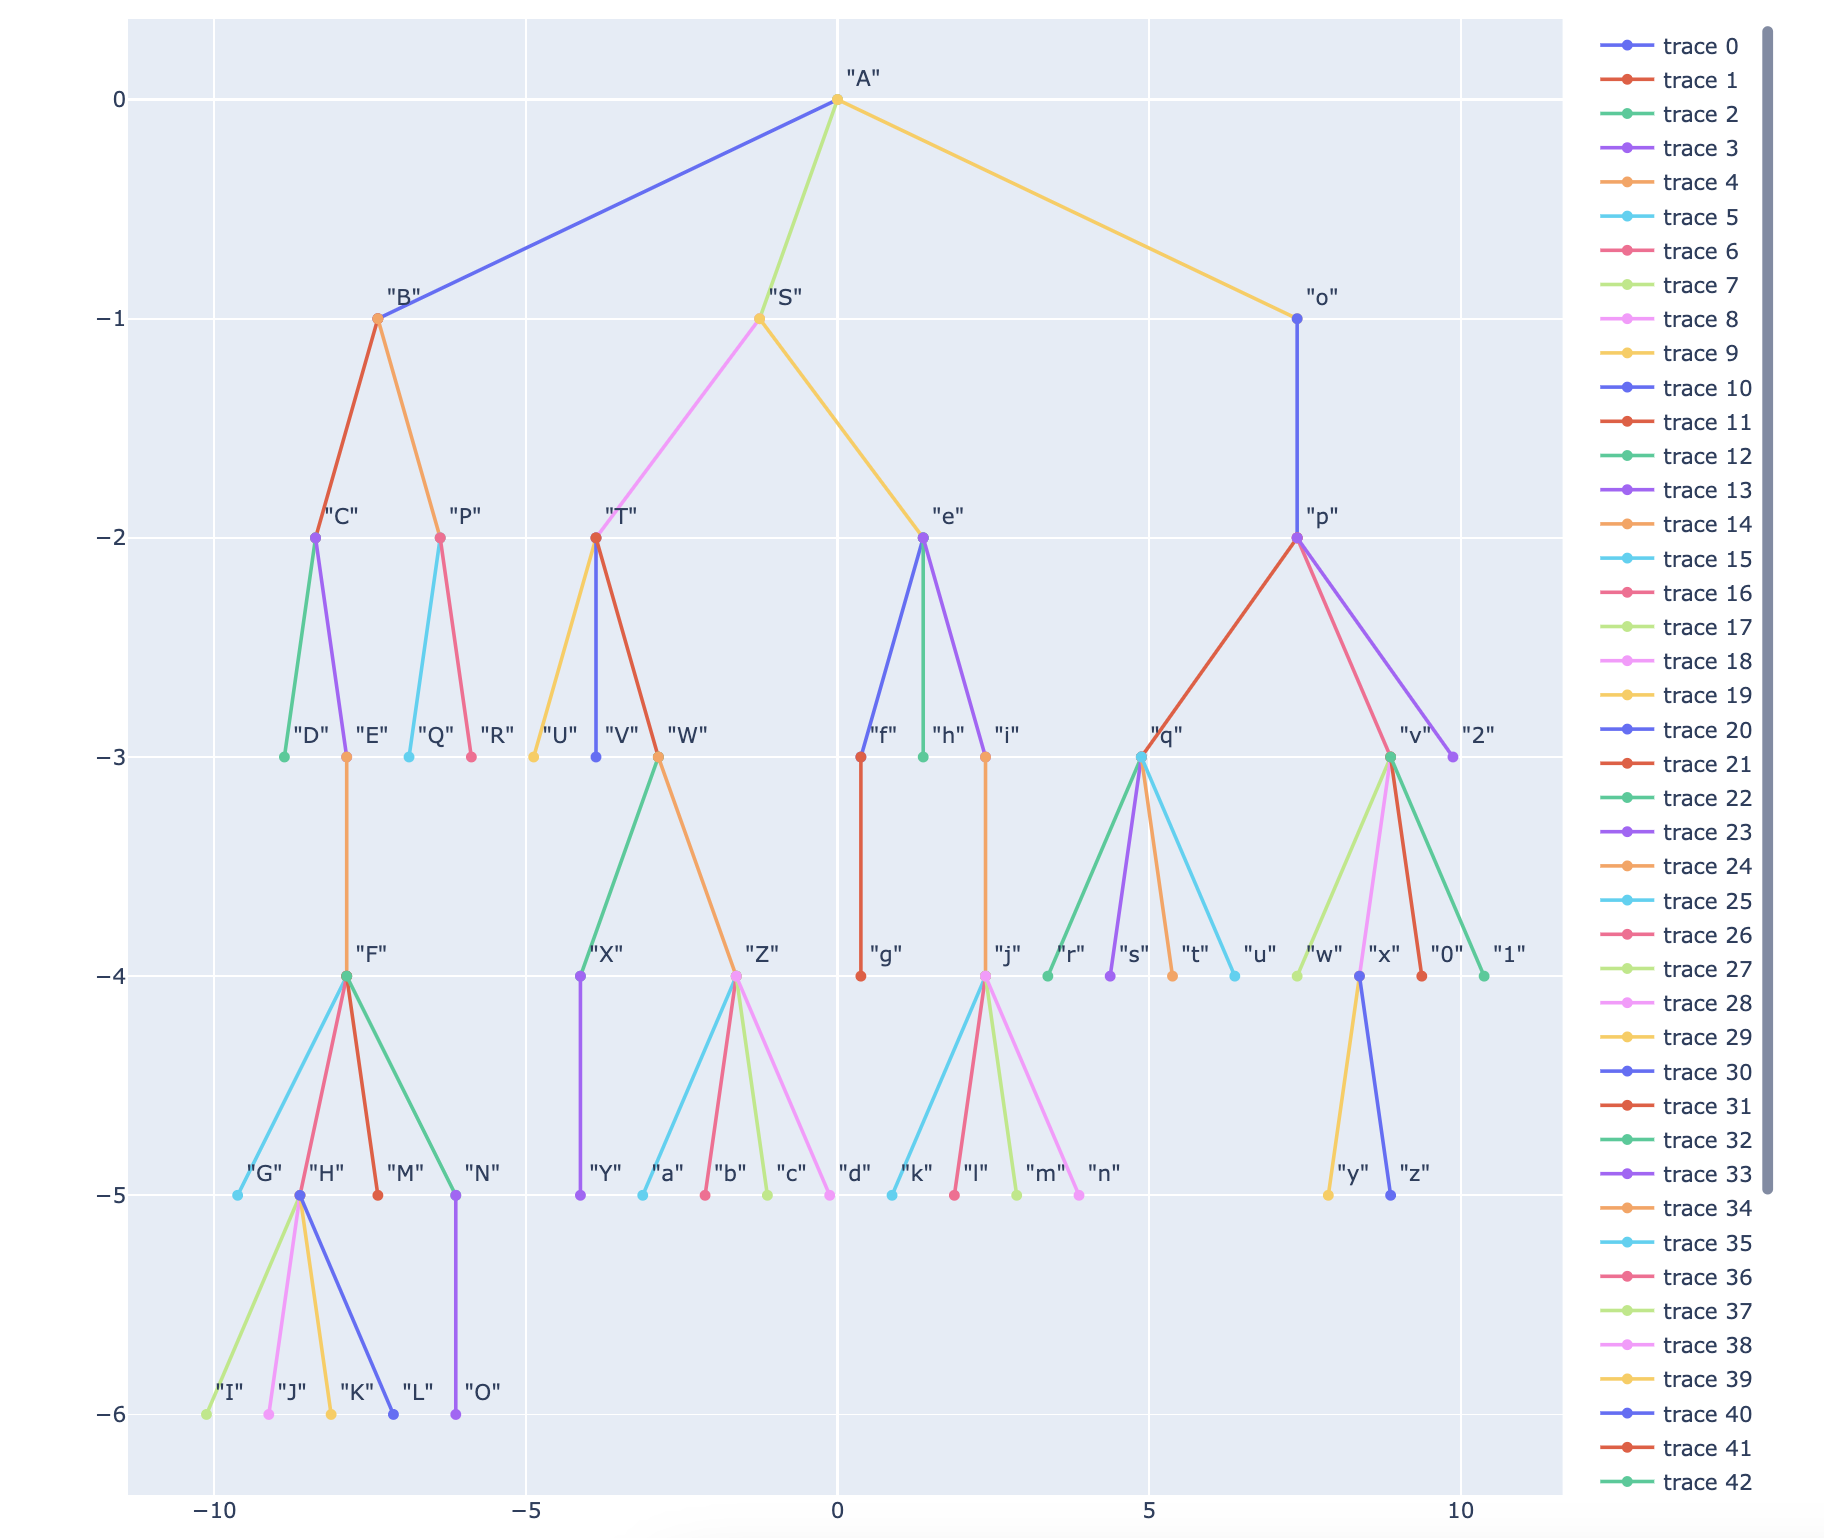 "A"
0
"B" "S" "o"
−1
"C" "P" "T" "e" "p"
−2
"D" "E" "Q" "R" "U" "V" "W" "f" "h" "i" "q" "v" "2"
−3
"F" "X" "Z" "g" "j" "r" "s" "t" "u" "w" "x" "0" "1"
−4
"G" "H" "M" "N" "Y" "a" "b" "c" "d" "k" "l" "m" "n" "y" "z"
−5
"I" "J" "K" "L" "O"
−6
−10 −5 0 5 10
trace 0
trace 1
trace 2
trace 3
trace 4
trace 5
trace 6
trace 7
trace 8
trace 9
trace 10
trace 11
trace 12
trace 13
trace 14
trace 15
trace 16
trace 17
trace 18
trace 19
trace 20
trace 21
trace 22
trace 23
trace 24
trace 25
trace 26
trace 27
trace 28
trace 29
trace 30
trace 31
trace 32
trace 33
trace 34
trace 35
trace 36
trace 37
trace 38
trace 39
trace 40
trace 41
trace 42